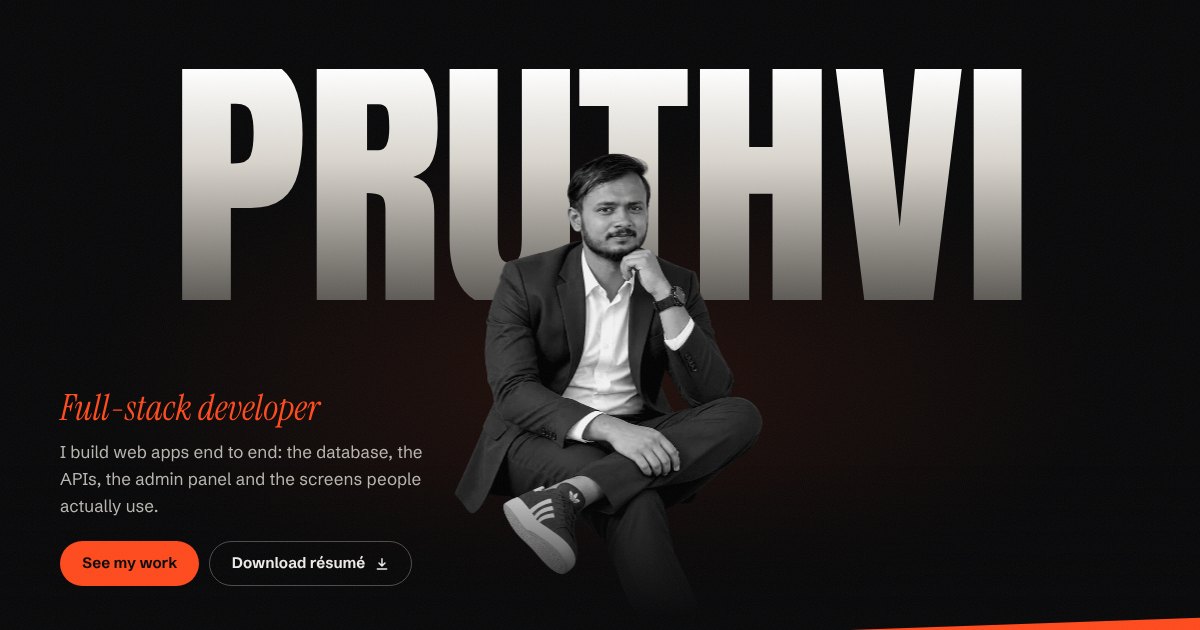 PRUTHVI
Full-stack developer
I build web apps end to end: the database, the
APIs, the admin panel and the screens people
actually use.
See my work
Download résumé